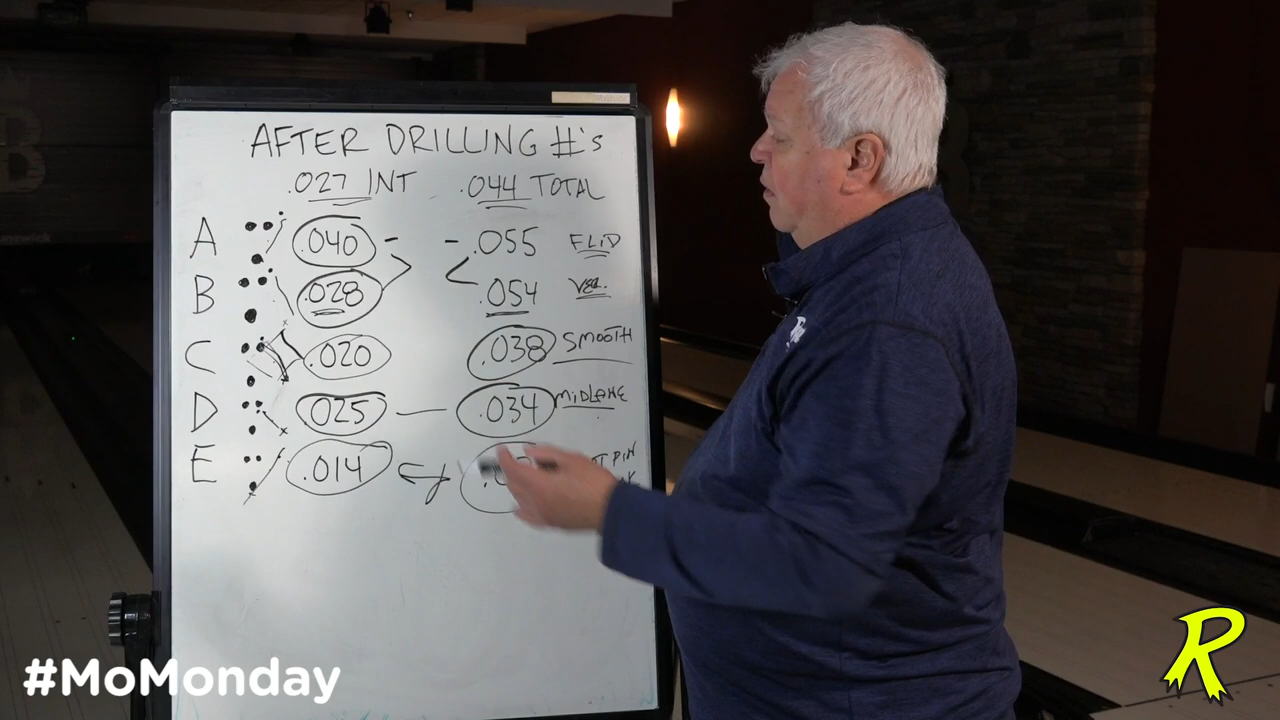 AFTER DRILLING #'s
.027 INT .044 TOTAL
A .040 - - .055 FLIP
B .028 .054
C .020 .038 SMOOTH
D .025 — .034 MIDLANE
E .014 PIN
#MoMonday
R
B